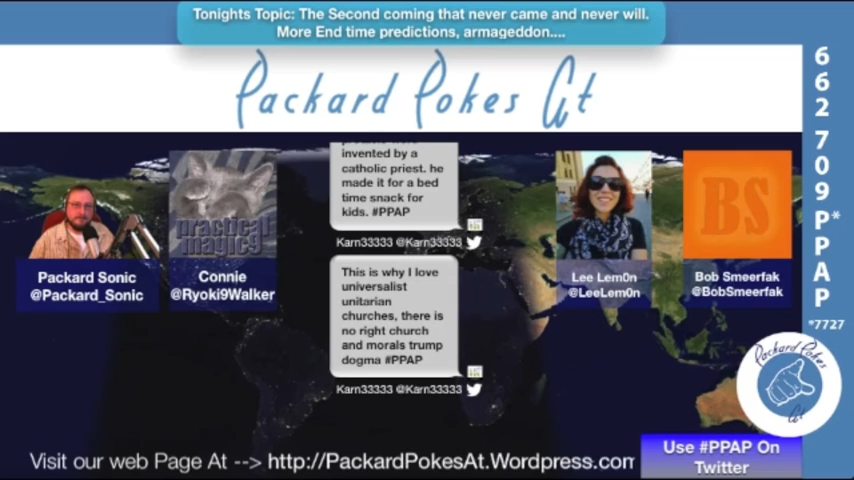 Tonights Topic: The Second coming that never came and never will.
More End time predictions, armageddon....
Packard Pokes At
662 709 PPAP*
*7727
invented by a
catholic priest. he
made it for a bed
time snack for
kids. #PPAP
Karn33333 @Karn33333
This is why I love
universalist
unitarian
churches, there is
no right church
and morals trump
dogma #PPAP
Karn33333 @Karn33333
practical
magic9
Packard Sonic
@Packard_Sonic
Connie
@Ryoki9Walker
Lee Lem0n
@LeeLem0n
BS
Bob Smeerfak
@BobSmeerfak
Packard Pokes
At
Visit our web Page At --> http://PackardPokesAt.Wordpress.com
Use #PPAP On
Twitter